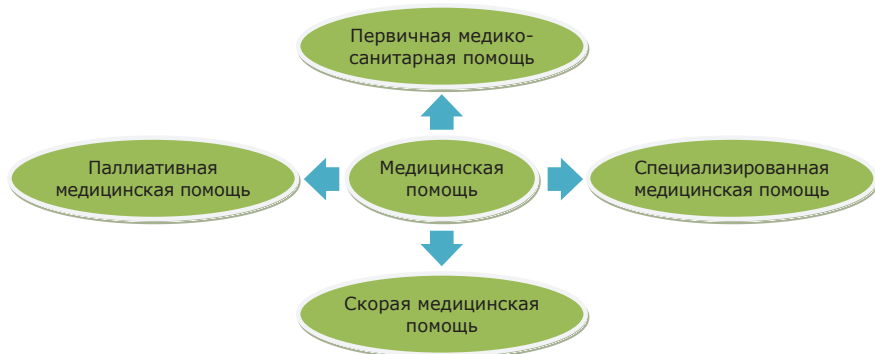 Первичная медико-
санитарная помощь
Паллиативная
медицинская помощь
Медицинская
помощь
Специализированная
медицинская помощь
Скорая медицинская
помощь